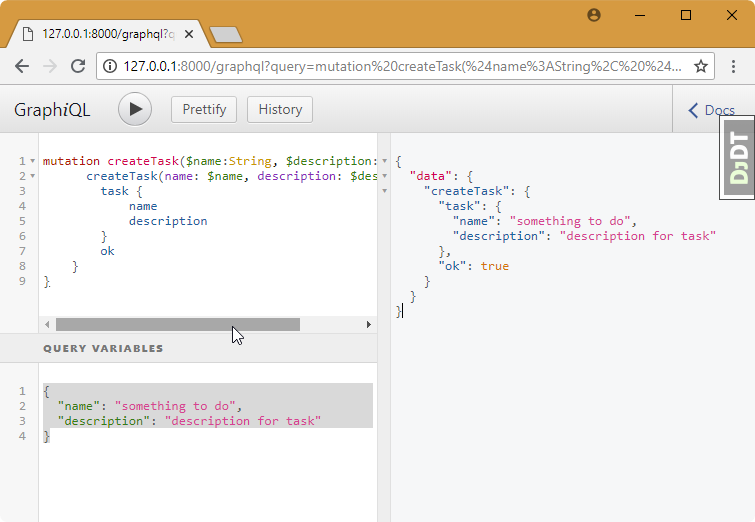 127.0.0.1:8000/graphql?q
127.0.0.1:8000/graphql?query=mutation%20createTask(%24name%3AString%2C%20%24...
GraphiQL
Prettify
History
Docs
DJDT
1 mutation createTask($name:String, $description:
2 createTask(name: $name, description: $des
3 task {
4 name
5 description
6 }
7 ok
8 }
9 }
QUERY VARIABLES
1 {
2 "name": "something to do",
3 "description": "description for task"
4 }
{
"data": {
"createTask": {
"task": {
"name": "something to do",
"description": "description for task"
},
"ok": true
}
}
}